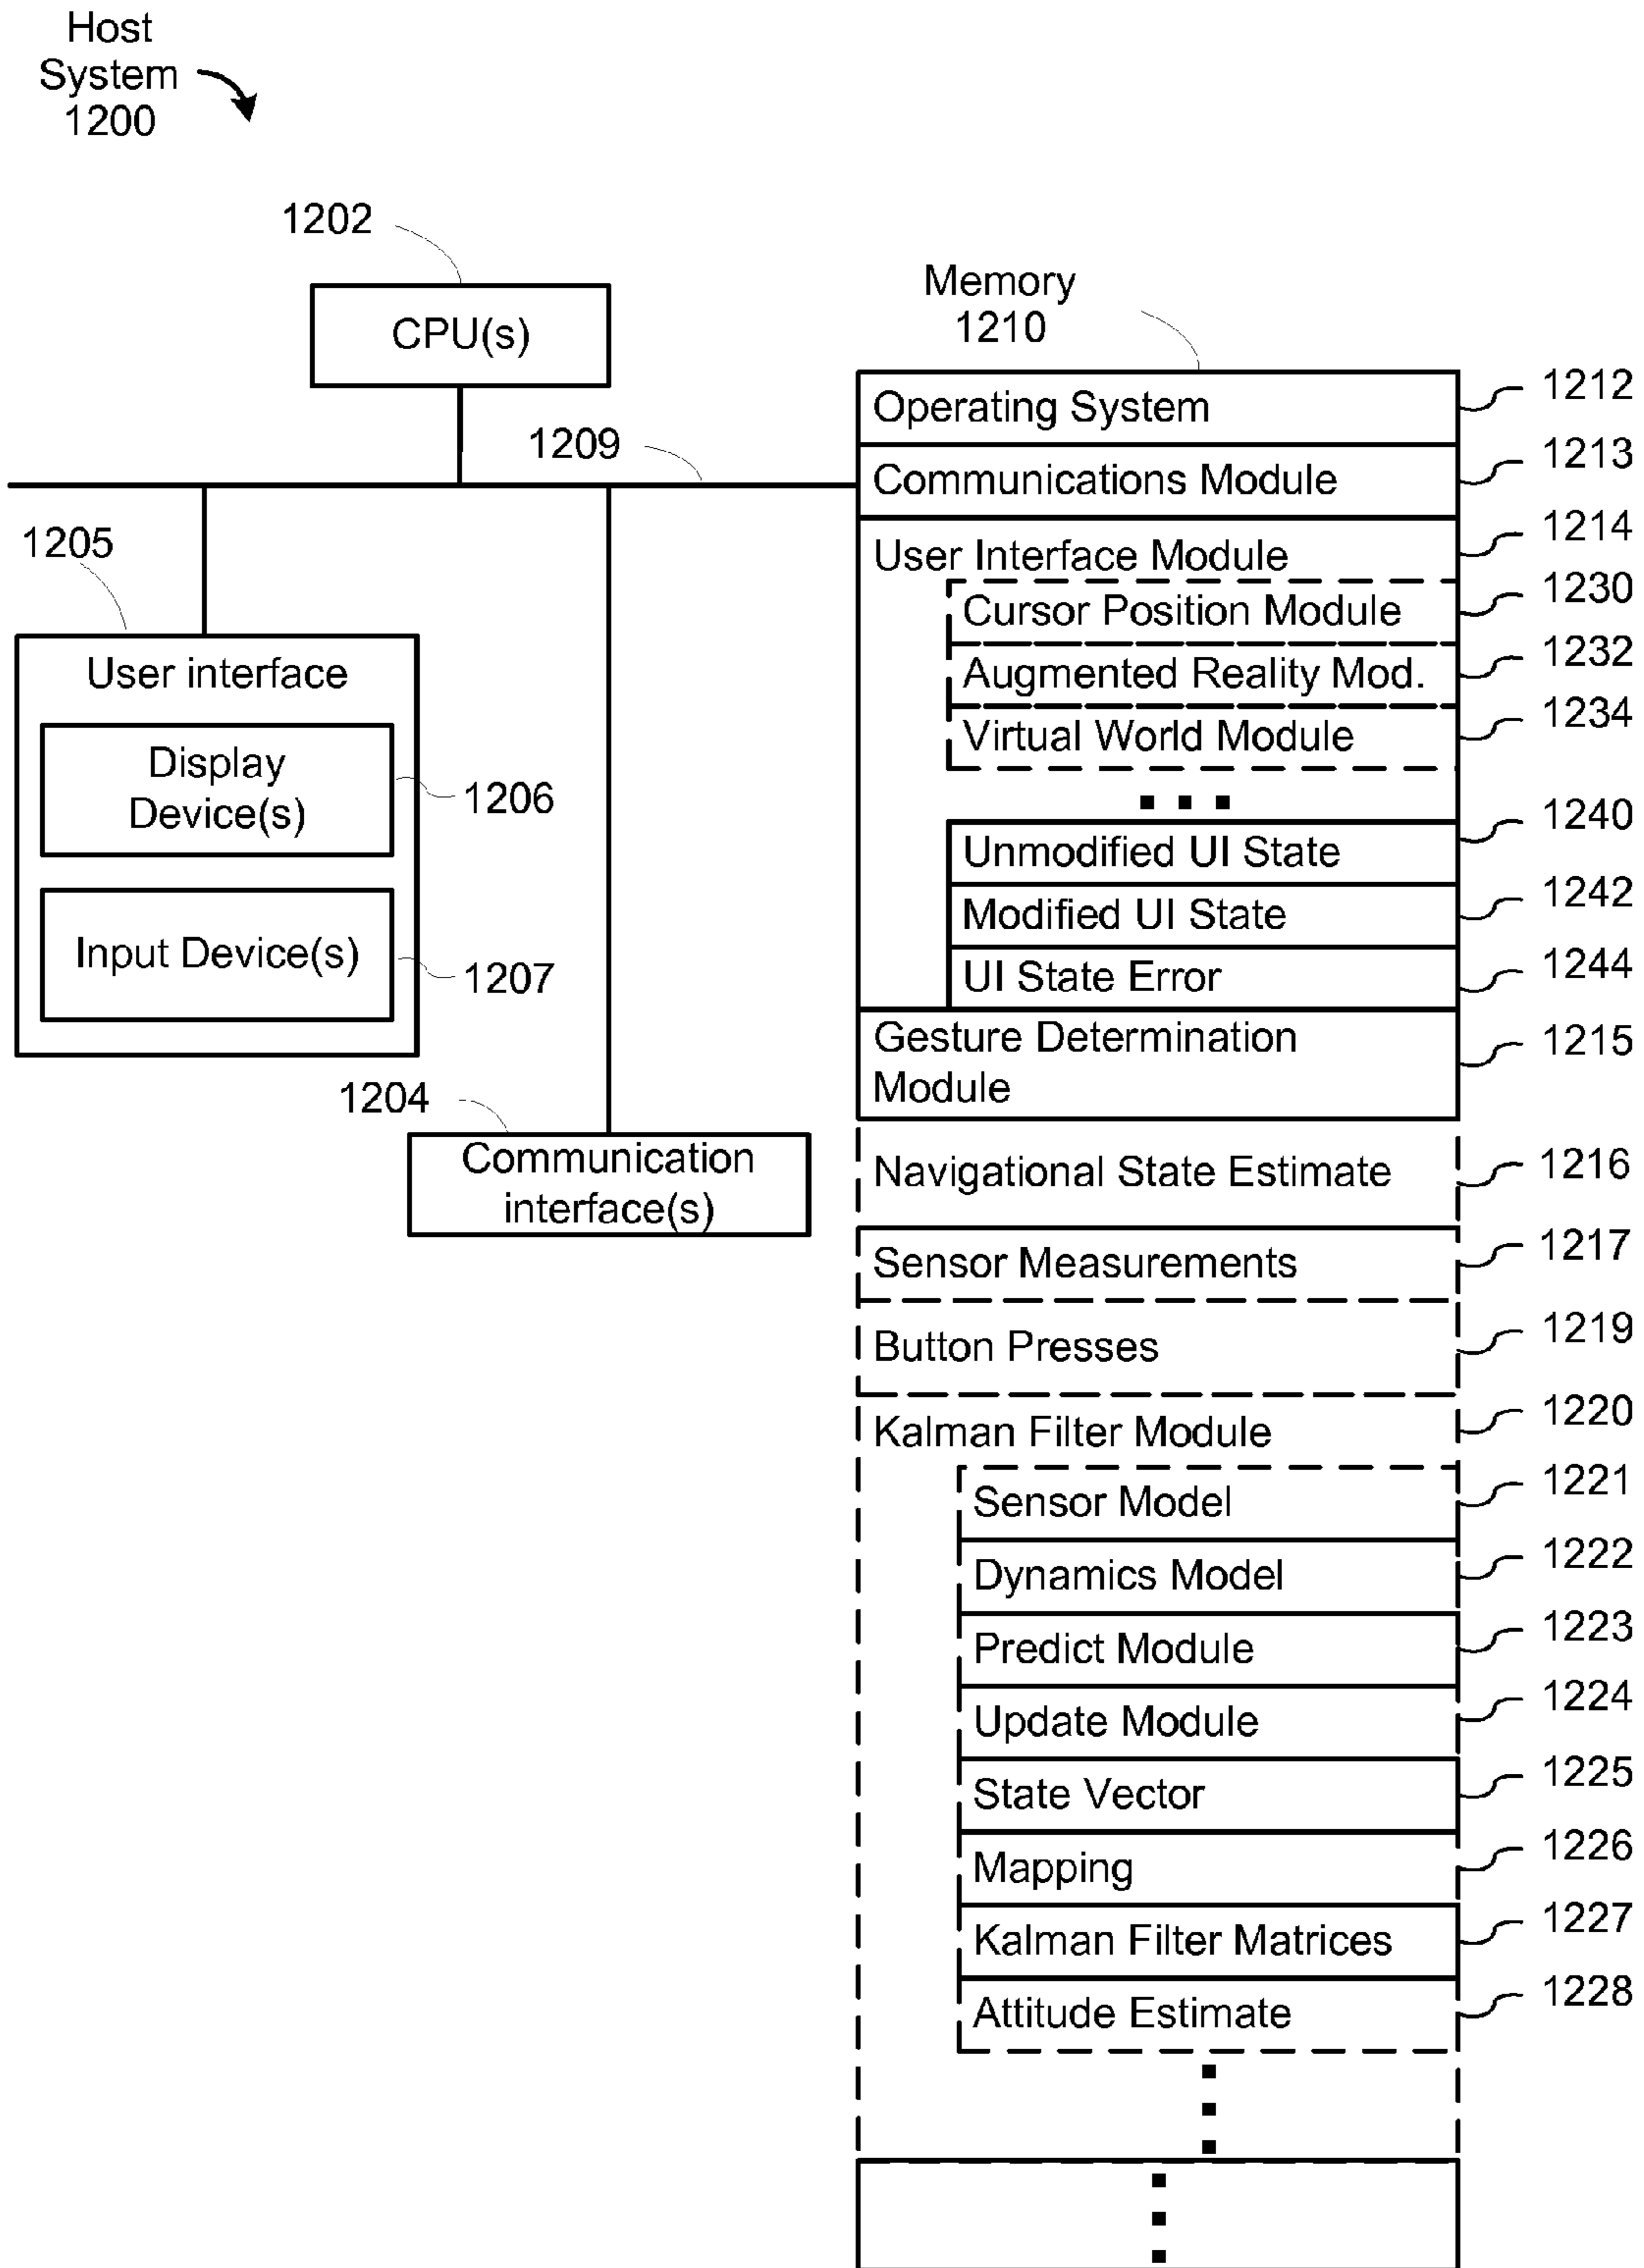 Host
System
1200
1202
CPU(s)
1209
1205
User interface
Display
Device(s)
1206
Input Device(s)
1207
1204
Communication
interface(s)
Memory
1210
Operating System
1212
Communications Module
1213
User Interface Module
1214
Cursor Position Module
1230
Augmented Reality Mod.
1232
Virtual World Module
1234
Unmodified UI State
1240
Modified UI State
1242
UI State Error
1244
Gesture Determination
Module
1215
Navigational State Estimate
1216
Sensor Measurements
1217
Button Presses
1219
Kalman Filter Module
1220
Sensor Model
1221
Dynamics Model
1222
Predict Module
1223
Update Module
1224
State Vector
1225
Mapping
1226
Kalman Filter Matrices
1227
Attitude Estimate
1228